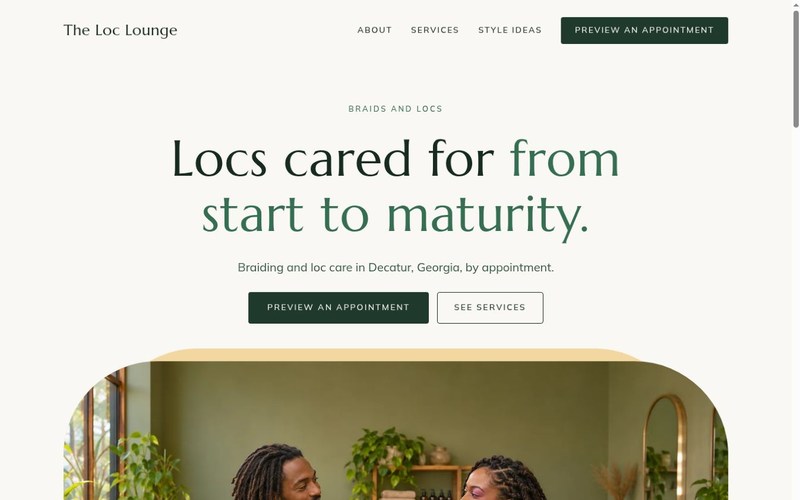 The Loc Lounge
ABOUT
SERVICES
STYLE IDEAS
PREVIEW AN APPOINTMENT
BRAIDS AND LOCS
Locs cared for from
start to maturity.
Braiding and loc care in Decatur, Georgia, by appointment.
PREVIEW AN APPOINTMENT
SEE SERVICES